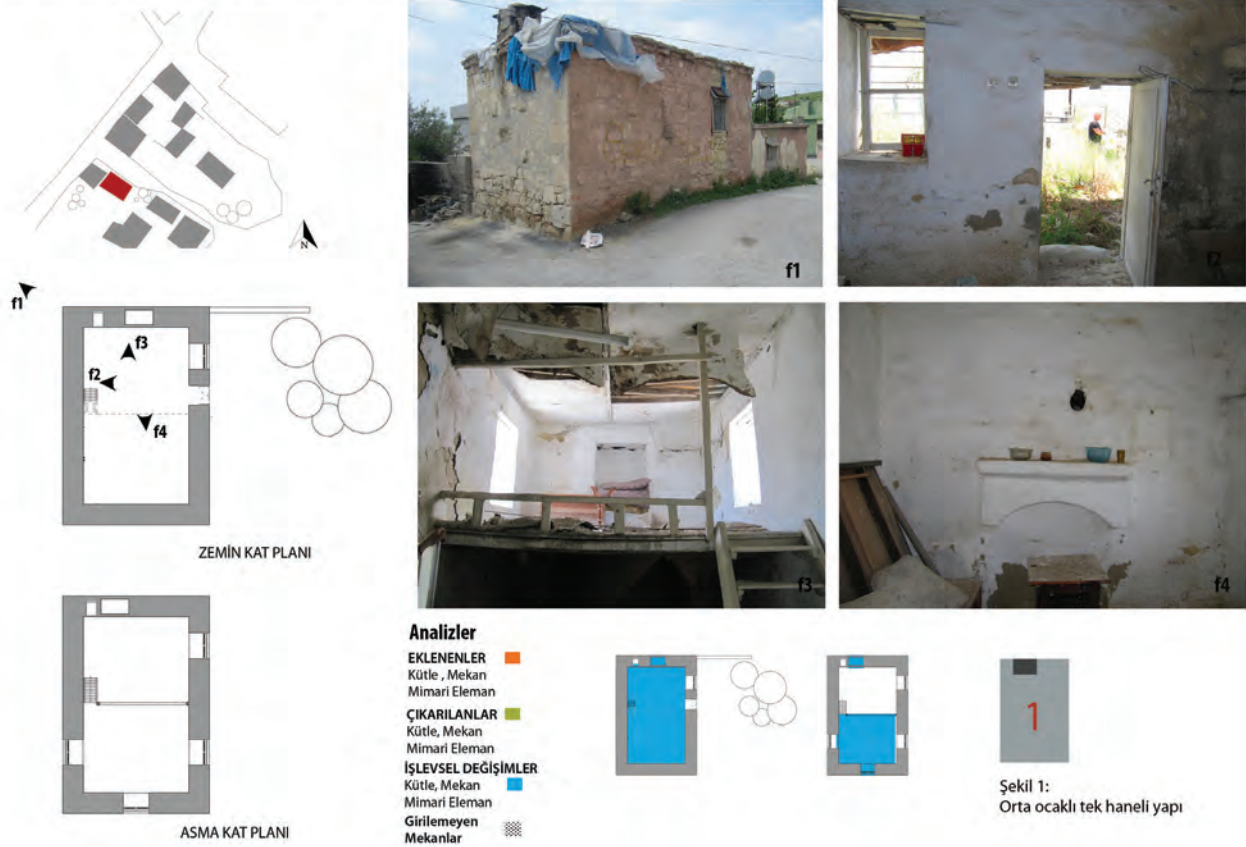 N
f1
f2
f1
f3
f2
f4
ZEMİN KAT PLANI
f3
f4
ASMA KAT PLANI
Analizler
EKLENENLER
Kütle , Mekan
Mimari Eleman
ÇIKARILANLAR
Kütle, Mekan
Mimari Eleman
İŞLEVSEL DEĞİŞİMLER
Kütle, Mekan
Mimari Eleman
Girilemeyen
Mekanlar
1
Şekil 1:
Orta ocaklı tek haneli yapı